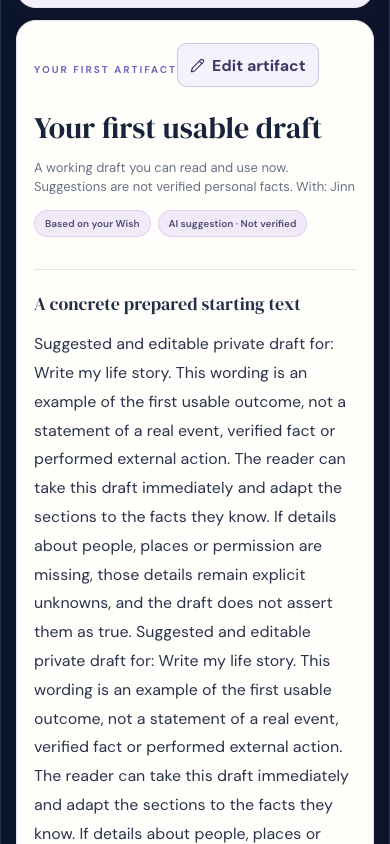 YOUR FIRST ARTIFACT
Edit artifact
Your first usable draft
A working draft you can read and use now.
Suggestions are not verified personal facts. With: Jinn
Based on your Wish
AI suggestion · Not verified
A concrete prepared starting text
Suggested and editable private draft for:
Write my life story. This wording is an
example of the first usable outcome, not a
statement of a real event, verified fact or
performed external action. The reader can
take this draft immediately and adapt the
sections to the facts they know. If details
about people, places or permission are
missing, those details remain explicit
unknowns, and the draft does not assert
them as true. Suggested and editable
private draft for: Write my life story. This
wording is an example of the first usable
outcome, not a statement of a real event,
verified fact or performed external action.
The reader can take this draft immediately
and adapt the sections to the facts they
know. If details about people, places or